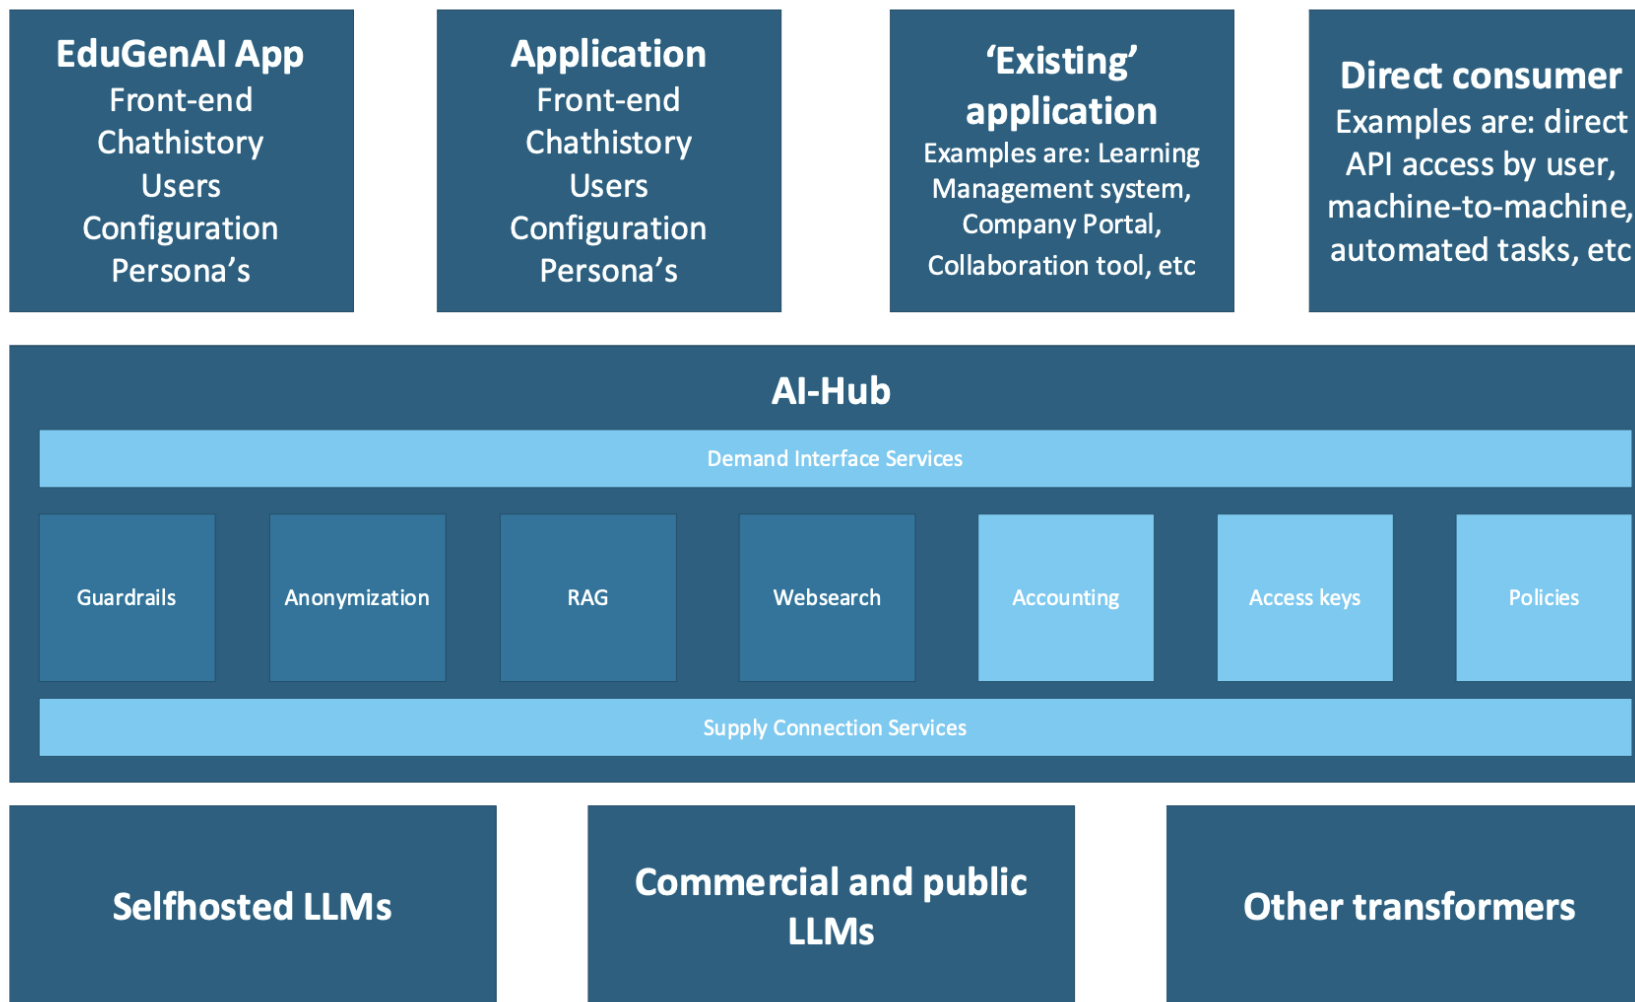 EduGenAI App
Front-end
Chathistory
Users
Configuration
Persona’s
Application
Front-end
Chathistory
Users
Configuration
Persona’s
‘Existing’
application
Examples are: Learning
Management system,
Company Portal,
Collaboration tool, etc
Direct consumer
Examples are: direct
API access by user,
machine-to-machine,
automated tasks, etc
AI-Hub
Demand Interface Services
Guardrails
Anonymization
RAG
Websearch
Accounting
Access keys
Policies
Supply Connection Services
Selfhosted LLMs
Commercial and public
LLMs
Other transformers